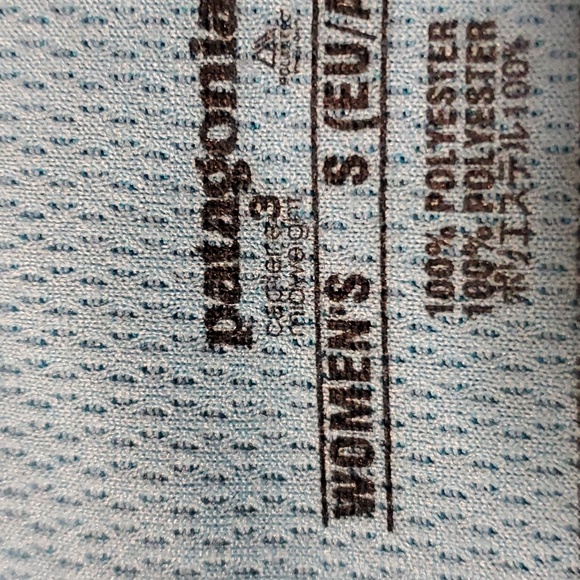 patagonia
capilene 3
midweight
WOMEN'S S (EU/A
100% POLYESTER
100% POLYESTER
ポリエステル100%